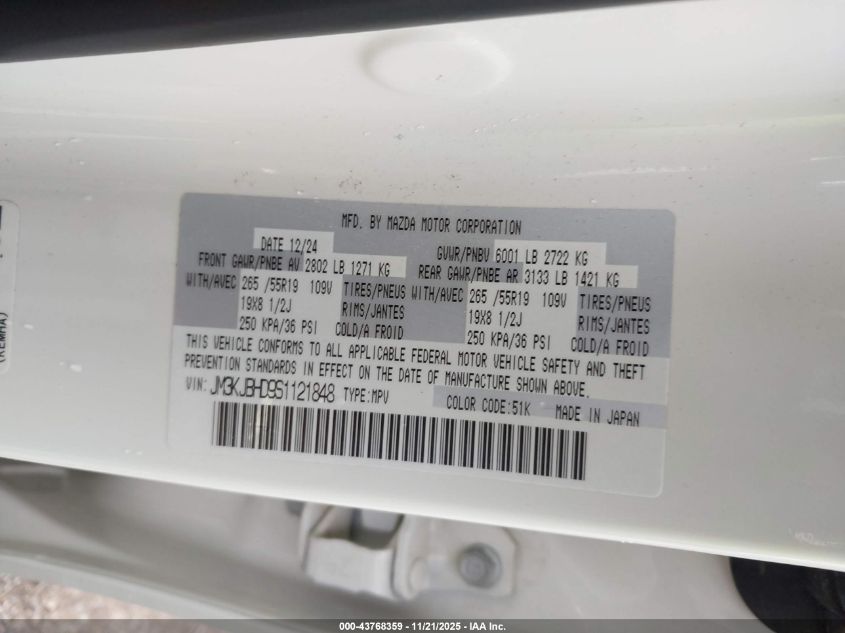 MFD. BY MAZDA MOTOR CORPORATION
DATE 12/24 GVWR/PNBV 6001 LB 2722 KG
FRONT GAWR/PNBE AV 2802 LB 1271 KG REAR GAWR/PNBE AR 3133 LB 1421 KG
WITH/AVEC 265 /55R19 109V TIRES/PNEUS WITH/AVEC 265 /55R19 109V TIRES/PNEUS
19X8 1/2J RIMS/JANTES 19X8 1/2J RIMS/JANTES
250 KPA/36 PSI COLD/A FROID 250 KPA/36 PSI COLD/A FROID
THIS VEHICLE CONFORMS TO ALL APPLICABLE FEDERAL MOTOR VEHICLE SAFETY AND THEFT
PREVENTION STANDARDS IN EFFECT ON THE DATE OF MANUFACTURE SHOWN ABOVE.
VIN: JM3KJBHD9S1121848 TYPE:MPV COLOR CODE:51K MADE IN JAPAN
000-43768359 - 11/21/2025 - IAA Inc.